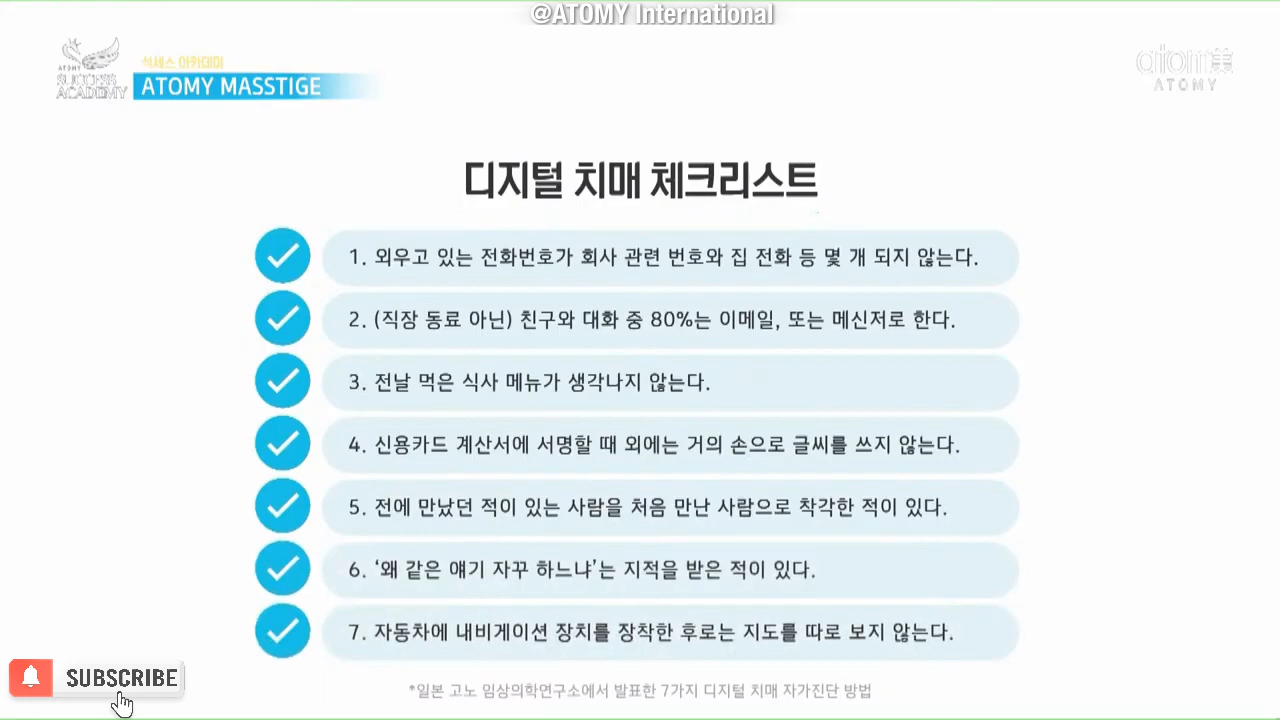 @ATOMY International
ATOMY
SUCCESS
ACADEMY
석세스 아카데미
ATOMY MASSTIGE
atom美
ATOMY
디지털 치매 체크리스트
1. 외우고 있는 전화번호가 회사 관련 번호와 집 전화 등 몇 개 되지 않는다.
2. (직장 동료 아닌) 친구와 대화 중 80%는 이메일, 또는 메신저로 한다.
3. 전날 먹은 식사 메뉴가 생각나지 않는다.
4. 신용카드 계산서에 서명할 때 외에는 거의 손으로 글씨를 쓰지 않는다.
5. 전에 만났던 적이 있는 사람을 처음 만난 사람으로 착각한 적이 있다.
6. ‘왜 같은 얘기 자꾸 하느냐’는 지적을 받은 적이 있다.
7. 자동차에 내비게이션 장치를 장착한 후로는 지도를 따로 보지 않는다.
SUBSCRIBE
*일본 고노 임상의학연구소에서 발표한 7가지 디지털 치매 자가진단 방법